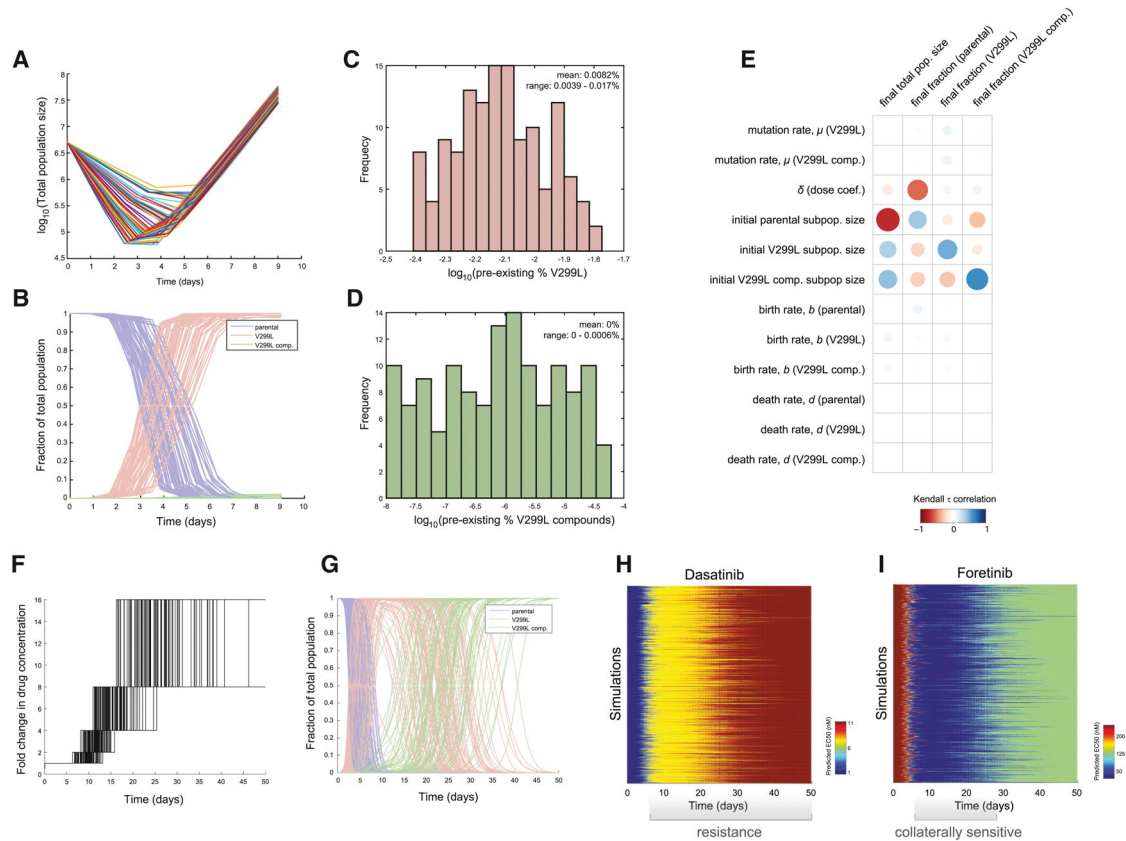 A
log10(Total population size)
8
7.5
7
6.5
6
5.5
5
4.5
0 1 2 3 4 5 6 7 8 9 10
Time (days)
B
Fraction of total population
1
0.9
0.8
0.7
0.6
0.5
0.4
0.3
0.2
0.1
0
parental
V299L
V299L comp.
0 1 2 3 4 5 6 7 8 9 10
Time (days)
C
mean: 0.0082%
range: 0.0039 - 0.017%
Frequecy
15
10
5
0
-2.5 -2.4 -2.3 -2.2 -2.1 -2 -1.9 -1.8 -1.7
log10(pre-existing % V299L)
D
mean: 0%
range: 0 - 0.0006%
Frequency
14
12
10
8
6
4
2
0
-8 -7.5 -7 -6.5 -6 -5.5 -5 -4.5 -4
log10(pre-existing % V299L compounds)
E
final total pop. size
final fraction (parental)
final fraction (V299L)
final fraction (V299L comp.)
mutation rate, μ (V299L)
mutation rate, μ (V299L comp.)
δ (dose coef.)
initial parental subpop. size
initial V299L subpop. size
initial V299L comp. subpop size
birth rate, b (parental)
birth rate, b (V299L)
birth rate, b (V299L comp.)
death rate, d (parental)
death rate, d (V299L)
death rate, d (V299L comp.)
Kendall τ correlation
−1 1
F
Fold change in drug concentration
16
14
12
10
8
6
4
2
0
0 5 10 15 20 25 30 35 40 45 50
Time (days)
G
Fraction of total population
1
0.9
0.8
0.7
0.6
0.5
0.4
0.3
0.2
0.1
0
parental
V299L
V299L comp.
0 5 10 15 20 25 30 35 40 45 50
Time (days)
H
Dasatinib
Simulations
0 10 20 30 40 50
Time (days)
resistance
Predicted EC50 (nM)
11
6
1
I
Foretinib
Simulations
0 10 20 30 40 50
Time (days)
collaterally sensitive
Predicted EC50 (nM)
200
125
50